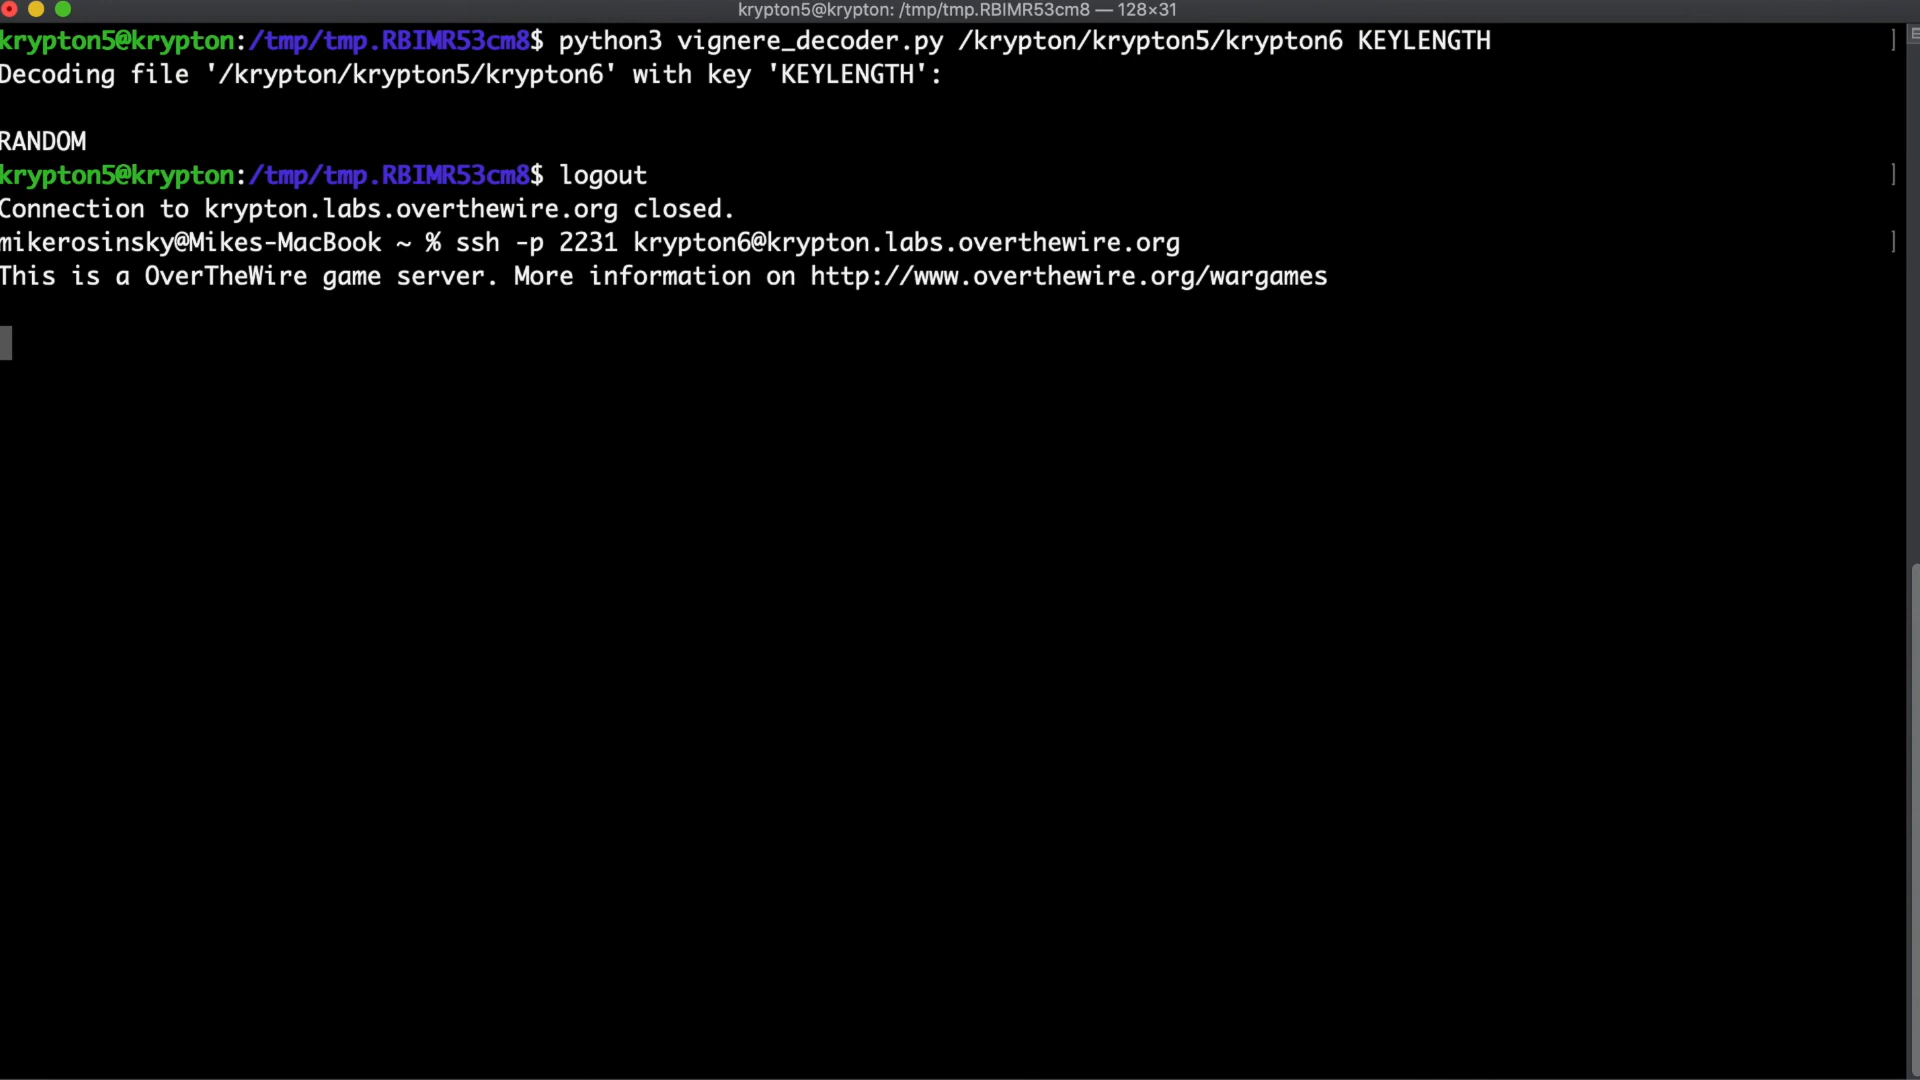 krypton5@krypton: /tmp/tmp.RBIMR53cm8 — 128×31
krypton5@krypton:/tmp/tmp.RBIMR53cm8$ python3 vignere_decoder.py /krypton/krypton5/krypton6 KEYLENGTH
Decoding file '/krypton/krypton5/krypton6' with key 'KEYLENGTH':
RANDOM
krypton5@krypton:/tmp/tmp.RBIMR53cm8$ logout
Connection to krypton.labs.overthewire.org closed.
mikerosinsky@Mikes-MacBook ~ % ssh -p 2231 krypton6@krypton.labs.overthewire.org
This is a OverTheWire game server. More information on http://www.overthewire.org/wargames